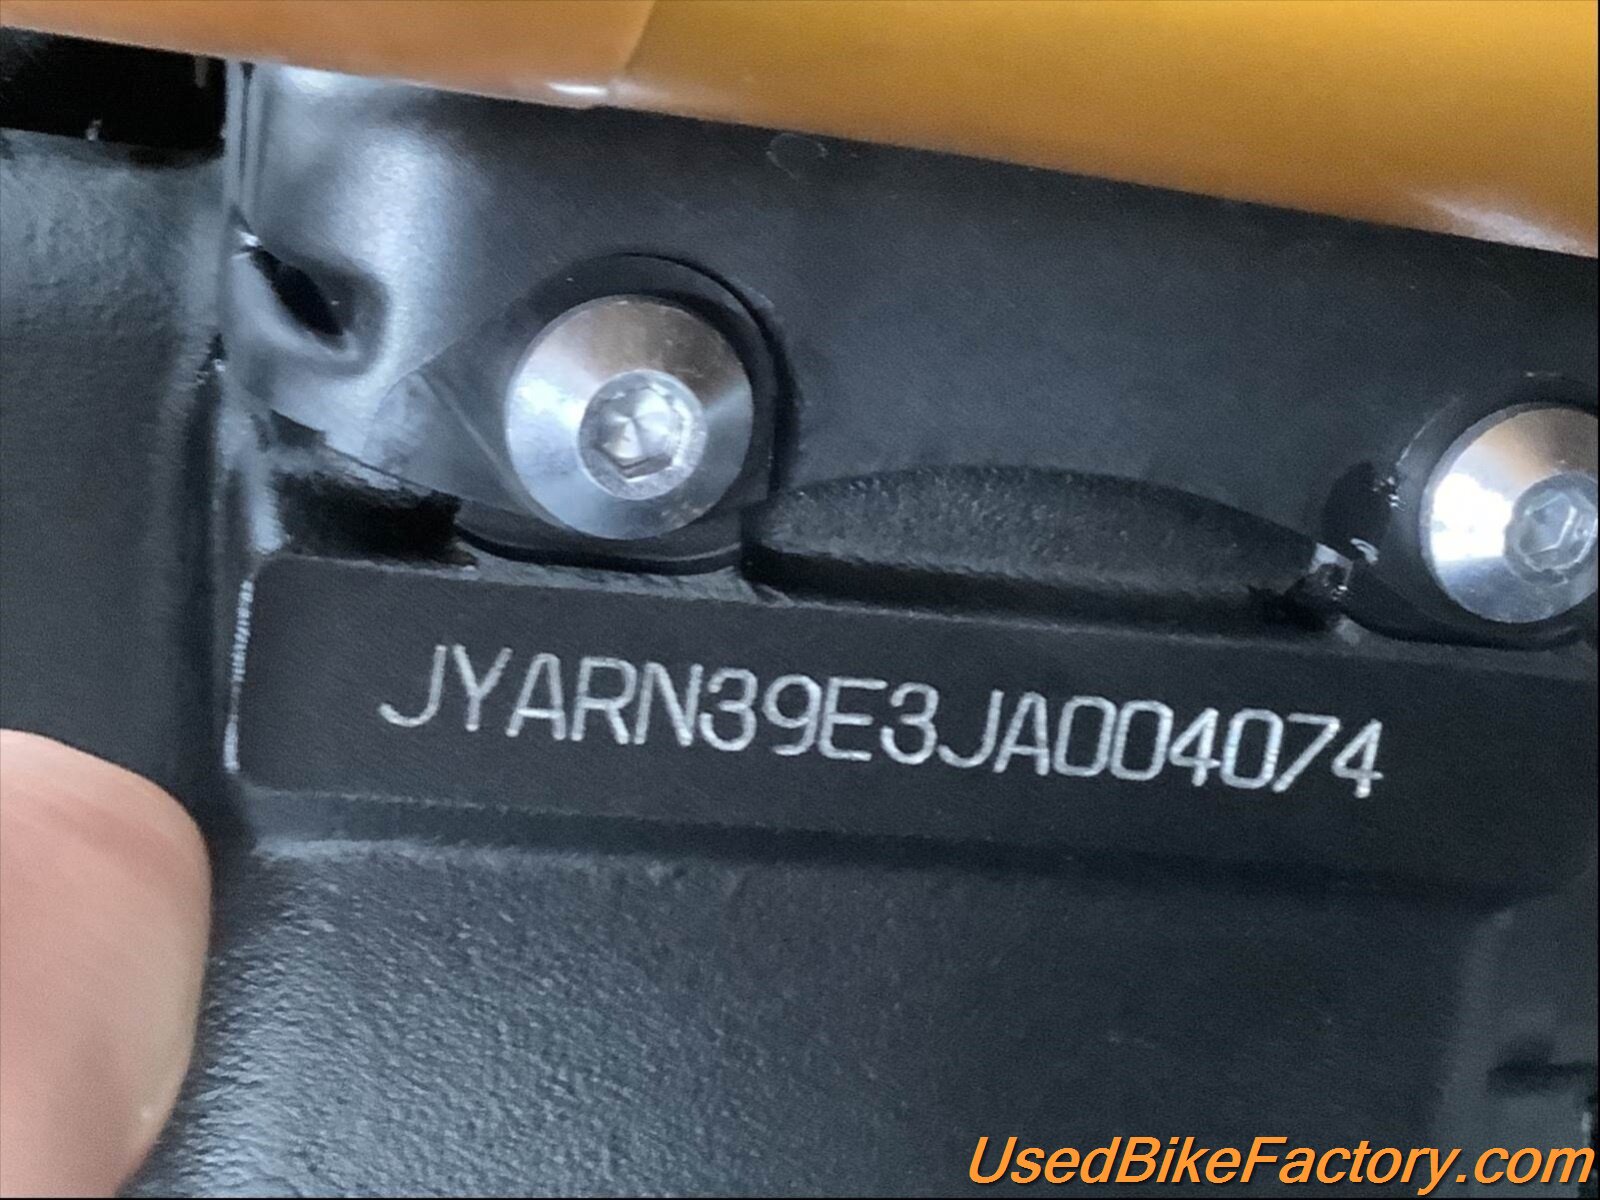 JYARN39E3JA004074
UsedBikeFactory.com